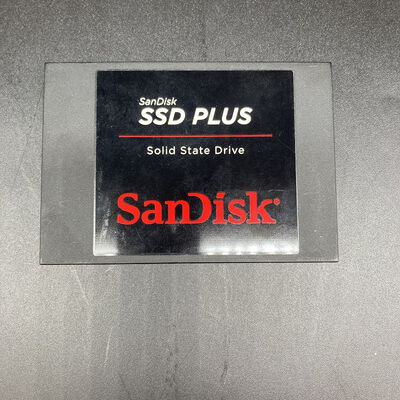 SanDisk
SSD PLUS
Solid State Drive
SanDisk